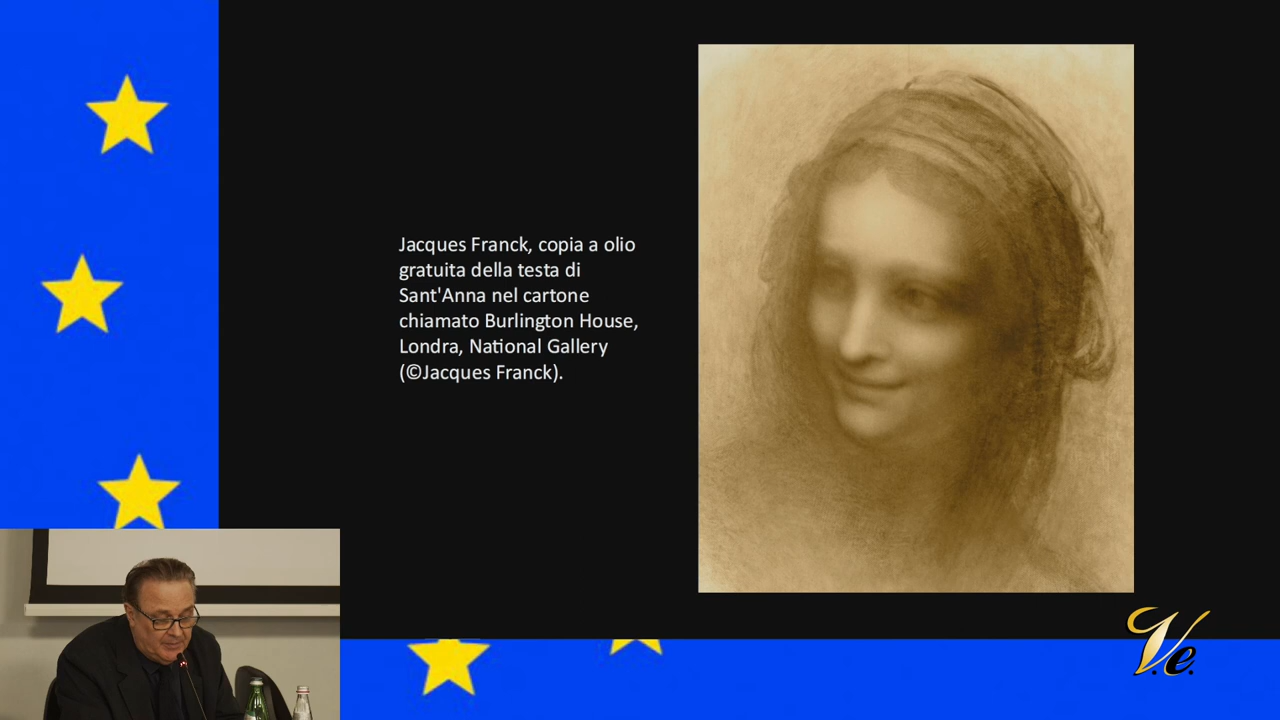 Jacques Franck, copia a olio
gratuita della testa di
Sant'Anna nel cartone
chiamato Burlington House,
Londra, National Gallery
(©Jacques Franck).
V.e.